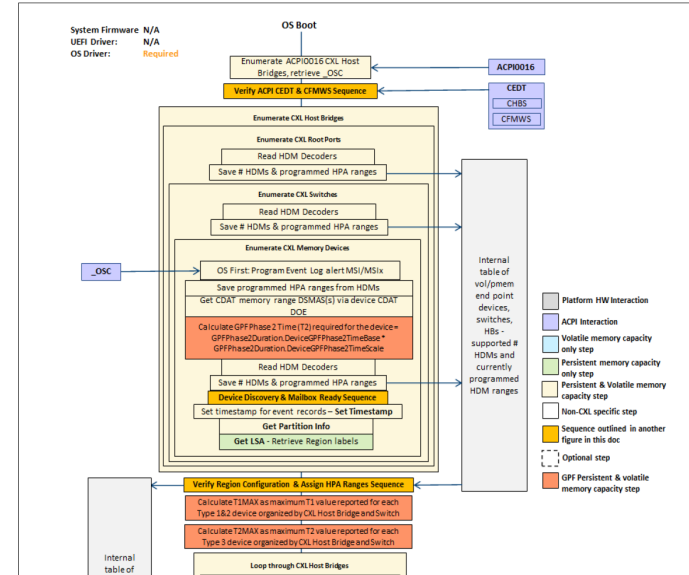 OS Boot
System Firmware N/A
UEFI Driver: N/A
OS Driver: Required
Enumerate ACPI0016 CXL Host
Bridges, retrieve _OSC
ACPI0016
Verify ACPI CEDT & CFMWS Sequence
CEDT
CHBS
CFMWS
Enumerate CXL Host Bridges
Enumerate CXL Root Ports
Read HDM Decoders
Save # HDMs & programmed HPA ranges
Enumerate CXL Switches
Read HDM Decoders
Save # HDMs & programmed HPA ranges
Enumerate CXL Memory Devices
_OSC
OS First: Program Event Log alert MSI/MSIx
Save programmed HPA ranges from HDMs
Get CDAT memory range DSMAS(s) via device CDAT
DOE
Calculate GPF Phase 2 Time (T2) required for the device =
GPFPhase2Duration.DeviceGPFPhase2TimeBase *
GPFPhase2Duration.DeviceGPFPhase2TimeScale
Read HDM Decoders
Save # HDMs & programmed HPA ranges
Device Discovery & Mailbox Ready Sequence
Set timestamp for event records – Set Timestamp
Get Partition Info
Get LSA - Retrieve Region labels
Internal
table of
vol/pmem
end point
devices,
switches,
HBs -
supported #
HDMs and
currently
programmed
HDM ranges
Platform HW Interaction
ACPI Interaction
Volatile memory capacity
only step
Persistent memory capacity
only step
Persistent & Volatile memory
capacity step
Non-CXL specific step
Sequence outlined in another
figure in this doc
Optional step
GPF Persistent & volatile
memory capacity step
Verify Region Configuration & Assign HPA Ranges Sequence
Calculate T1MAX as maximum T1 value reported for each
Type 1&2 device organized by CXL Host Bridge and Switch
Calculate T2MAX as maximum T2 value reported for each
Type 3 device organized by CXL Host Bridge and Switch
Internal
table of
Loop through CXL Host Bridges